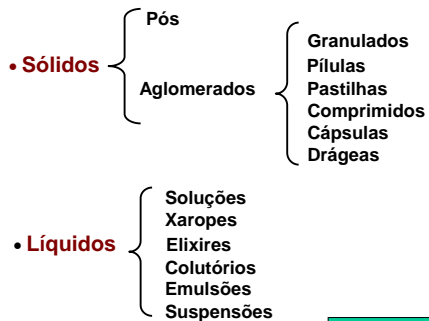 Pós
• Sólidos
Aglomerados
Granulados
Pílulas
Pastilhas
Comprimidos
Cápsulas
Drágeas
• Líquidos
Soluções
Xaropes
Elixires
Colutórios
Emulsões
Suspensões